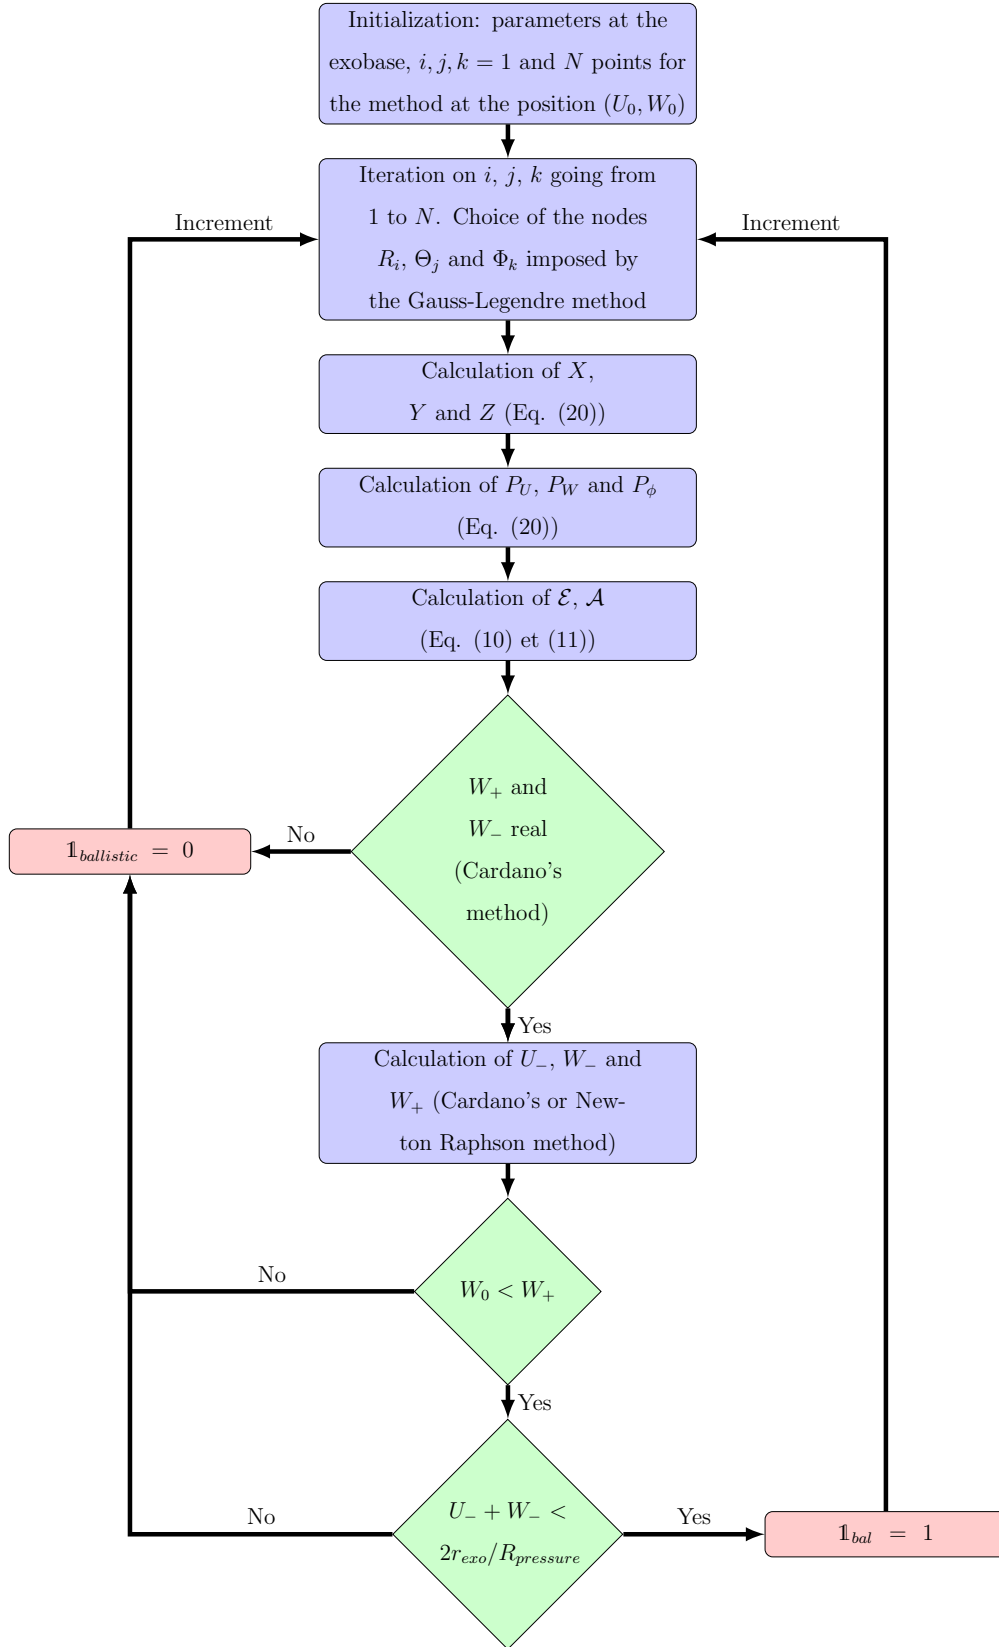 Initialization: parameters at the
exobase, i, j, k = 1 and N points for
the method at the position (U₀, W₀)
Iteration on i, j, k going from
1 to N. Choice of the nodes
Rᵢ, Θⱼ and Φₖ imposed by
the Gauss-Legendre method
Increment
Increment
Calculation of X,
Y and Z (Eq. (20))
Calculation of P_U, P_W and P_ϕ
(Eq. (20))
Calculation of ℰ, 𝒜
(Eq. (10) et (11))
W₊ and
W₋ real
(Cardano's
method)
No
𝟙_ballistic = 0
Yes
Calculation of U₋, W₋ and
W₊ (Cardano's or New-
ton Raphson method)
W₀ < W₊
No
Yes
U₋ + W₋ <
2r_exo/R_pressure
No
Yes
𝟙_bal = 1